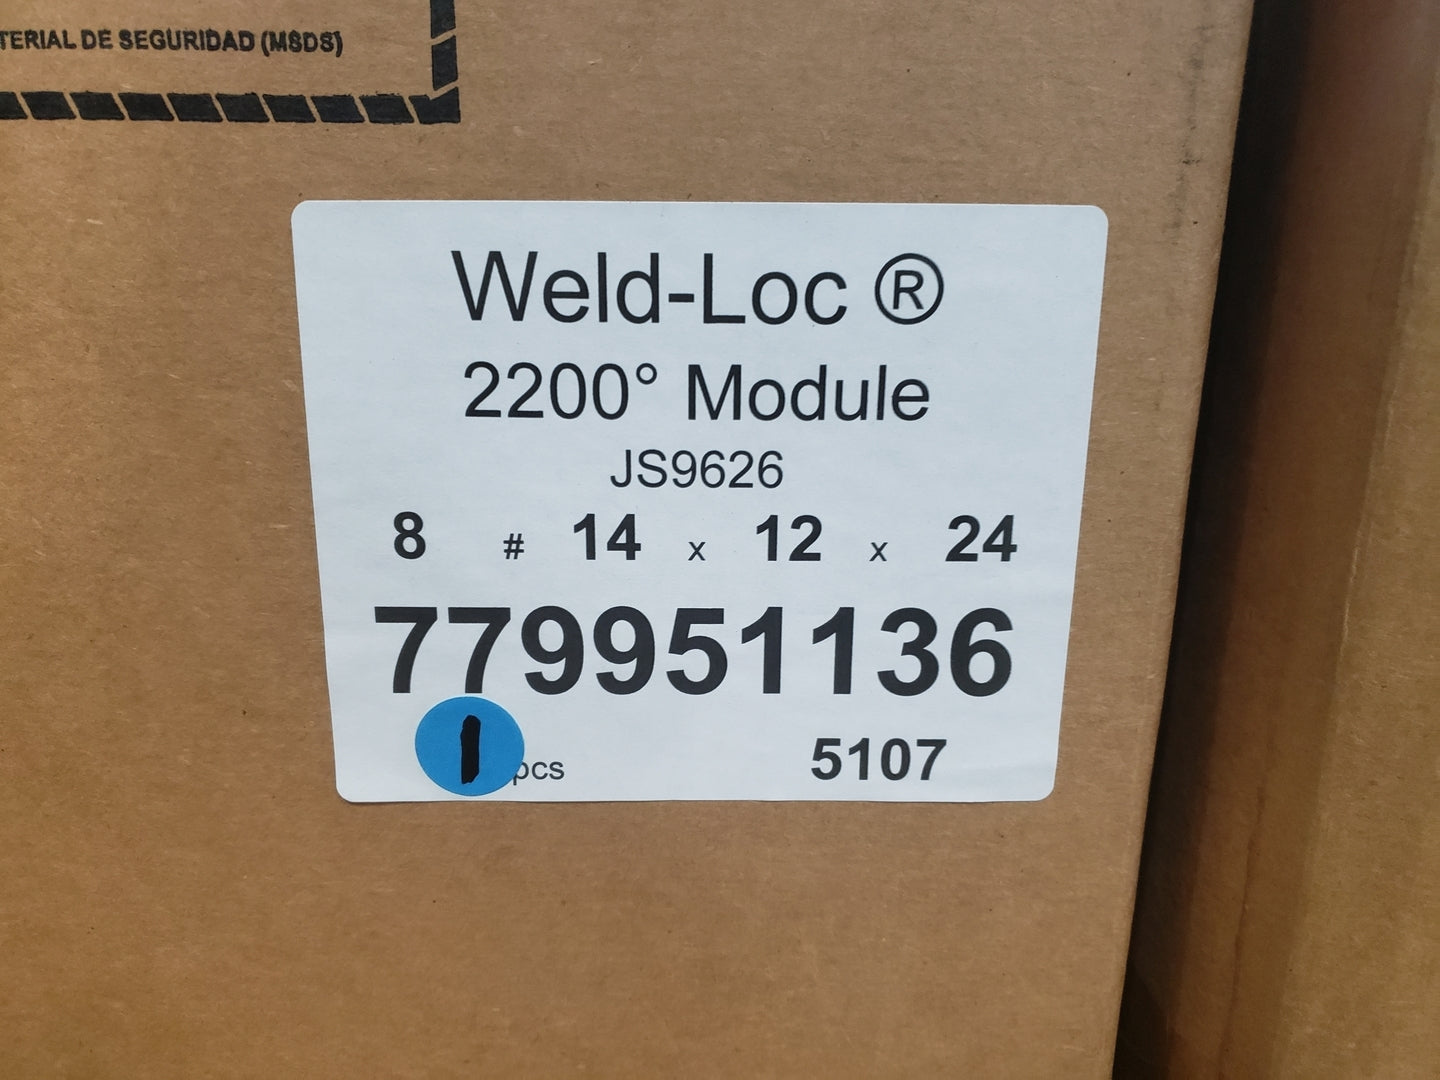 TERIAL DE SEGURIDAD (MSDS)
Weld-Loc ®
2200° Module
JS9626
8 # 14 x 12 x 24
779951136
1 pcs 5107